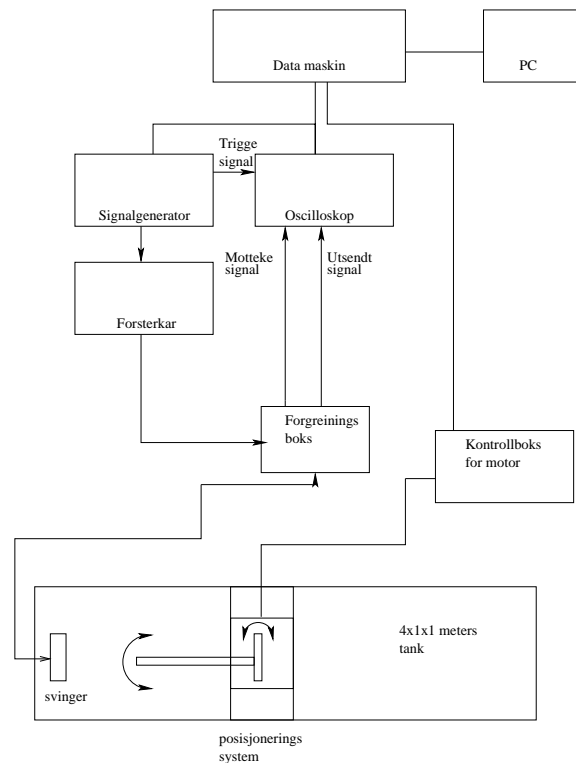 Data maskin
PC
Trigge
signal
Signalgenerator
Oscilloskop
Motteke
signal
Utsendt
signal
Forsterkar
Forgreinings
boks
Kontrollboks
for motor
4x1x1 meters
tank
svinger
posisjonerings
system